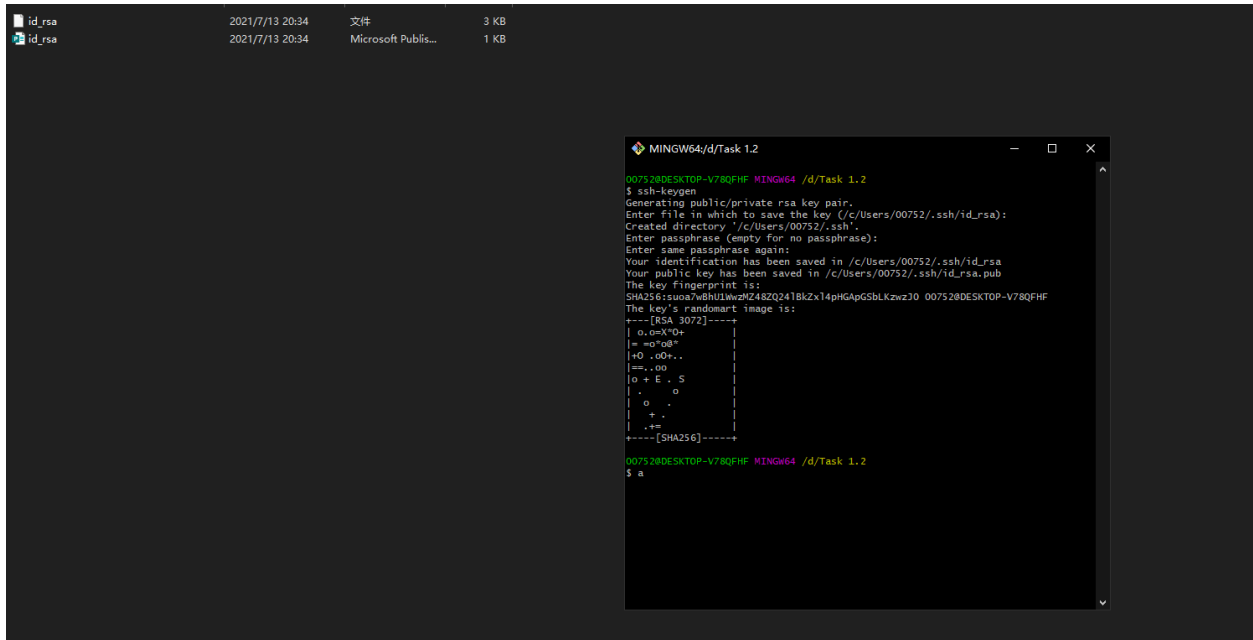 id_rsa 2021/7/13 20:34 文件 3 KB
id_rsa 2021/7/13 20:34 Microsoft Publis... 1 KB
MINGW64:/d/Task 1.2
00752@DESKTOP-V78QFHF MINGW64 /d/Task 1.2
$ ssh-keygen
Generating public/private rsa key pair.
Enter file in which to save the key (/c/Users/00752/.ssh/id_rsa):
Created directory '/c/Users/00752/.ssh'.
Enter passphrase (empty for no passphrase):
Enter same passphrase again:
Your identification has been saved in /c/Users/00752/.ssh/id_rsa
Your public key has been saved in /c/Users/00752/.ssh/id_rsa.pub
The key fingerprint is:
SHA256:suoa7wBhU1WwzMZ48ZQ24lBkZxl4pHGApGSbLKzwzJ0 00752@DESKTOP-V78QFHF
The key's randomart image is:
+---[RSA 3072]----+
| o.o=X*O+        |
|= =o*o@*         |
|+O .oO+..        |
|==..oo           |
|o + E . S        |
| .     o         |
|  o   .          |
|   + .           |
|  .+=            |
+----[SHA256]-----+
00752@DESKTOP-V78QFHF MINGW64 /d/Task 1.2
$ a